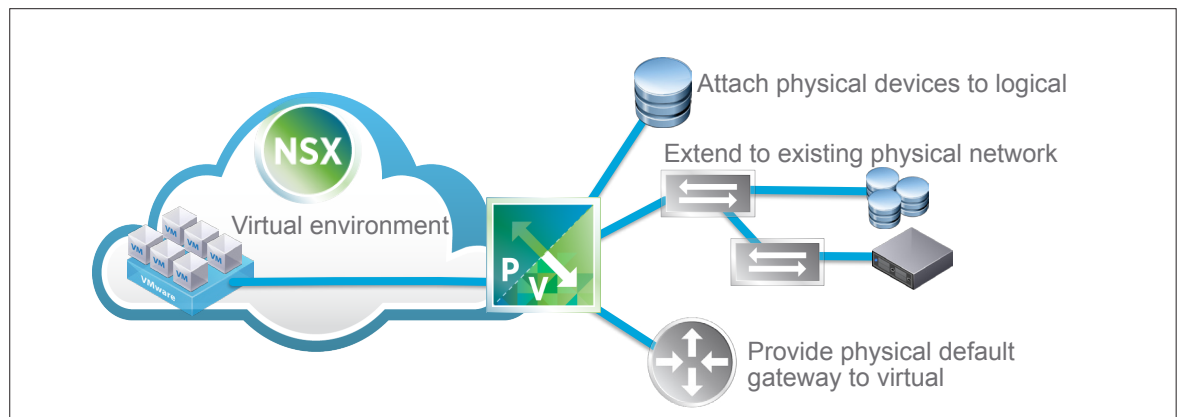 NSX
Virtual environment
VM VM VM
VM VM VM
VMware
P
V
Attach physical devices to logical
Extend to existing physical network
Provide physical default
gateway to virtual